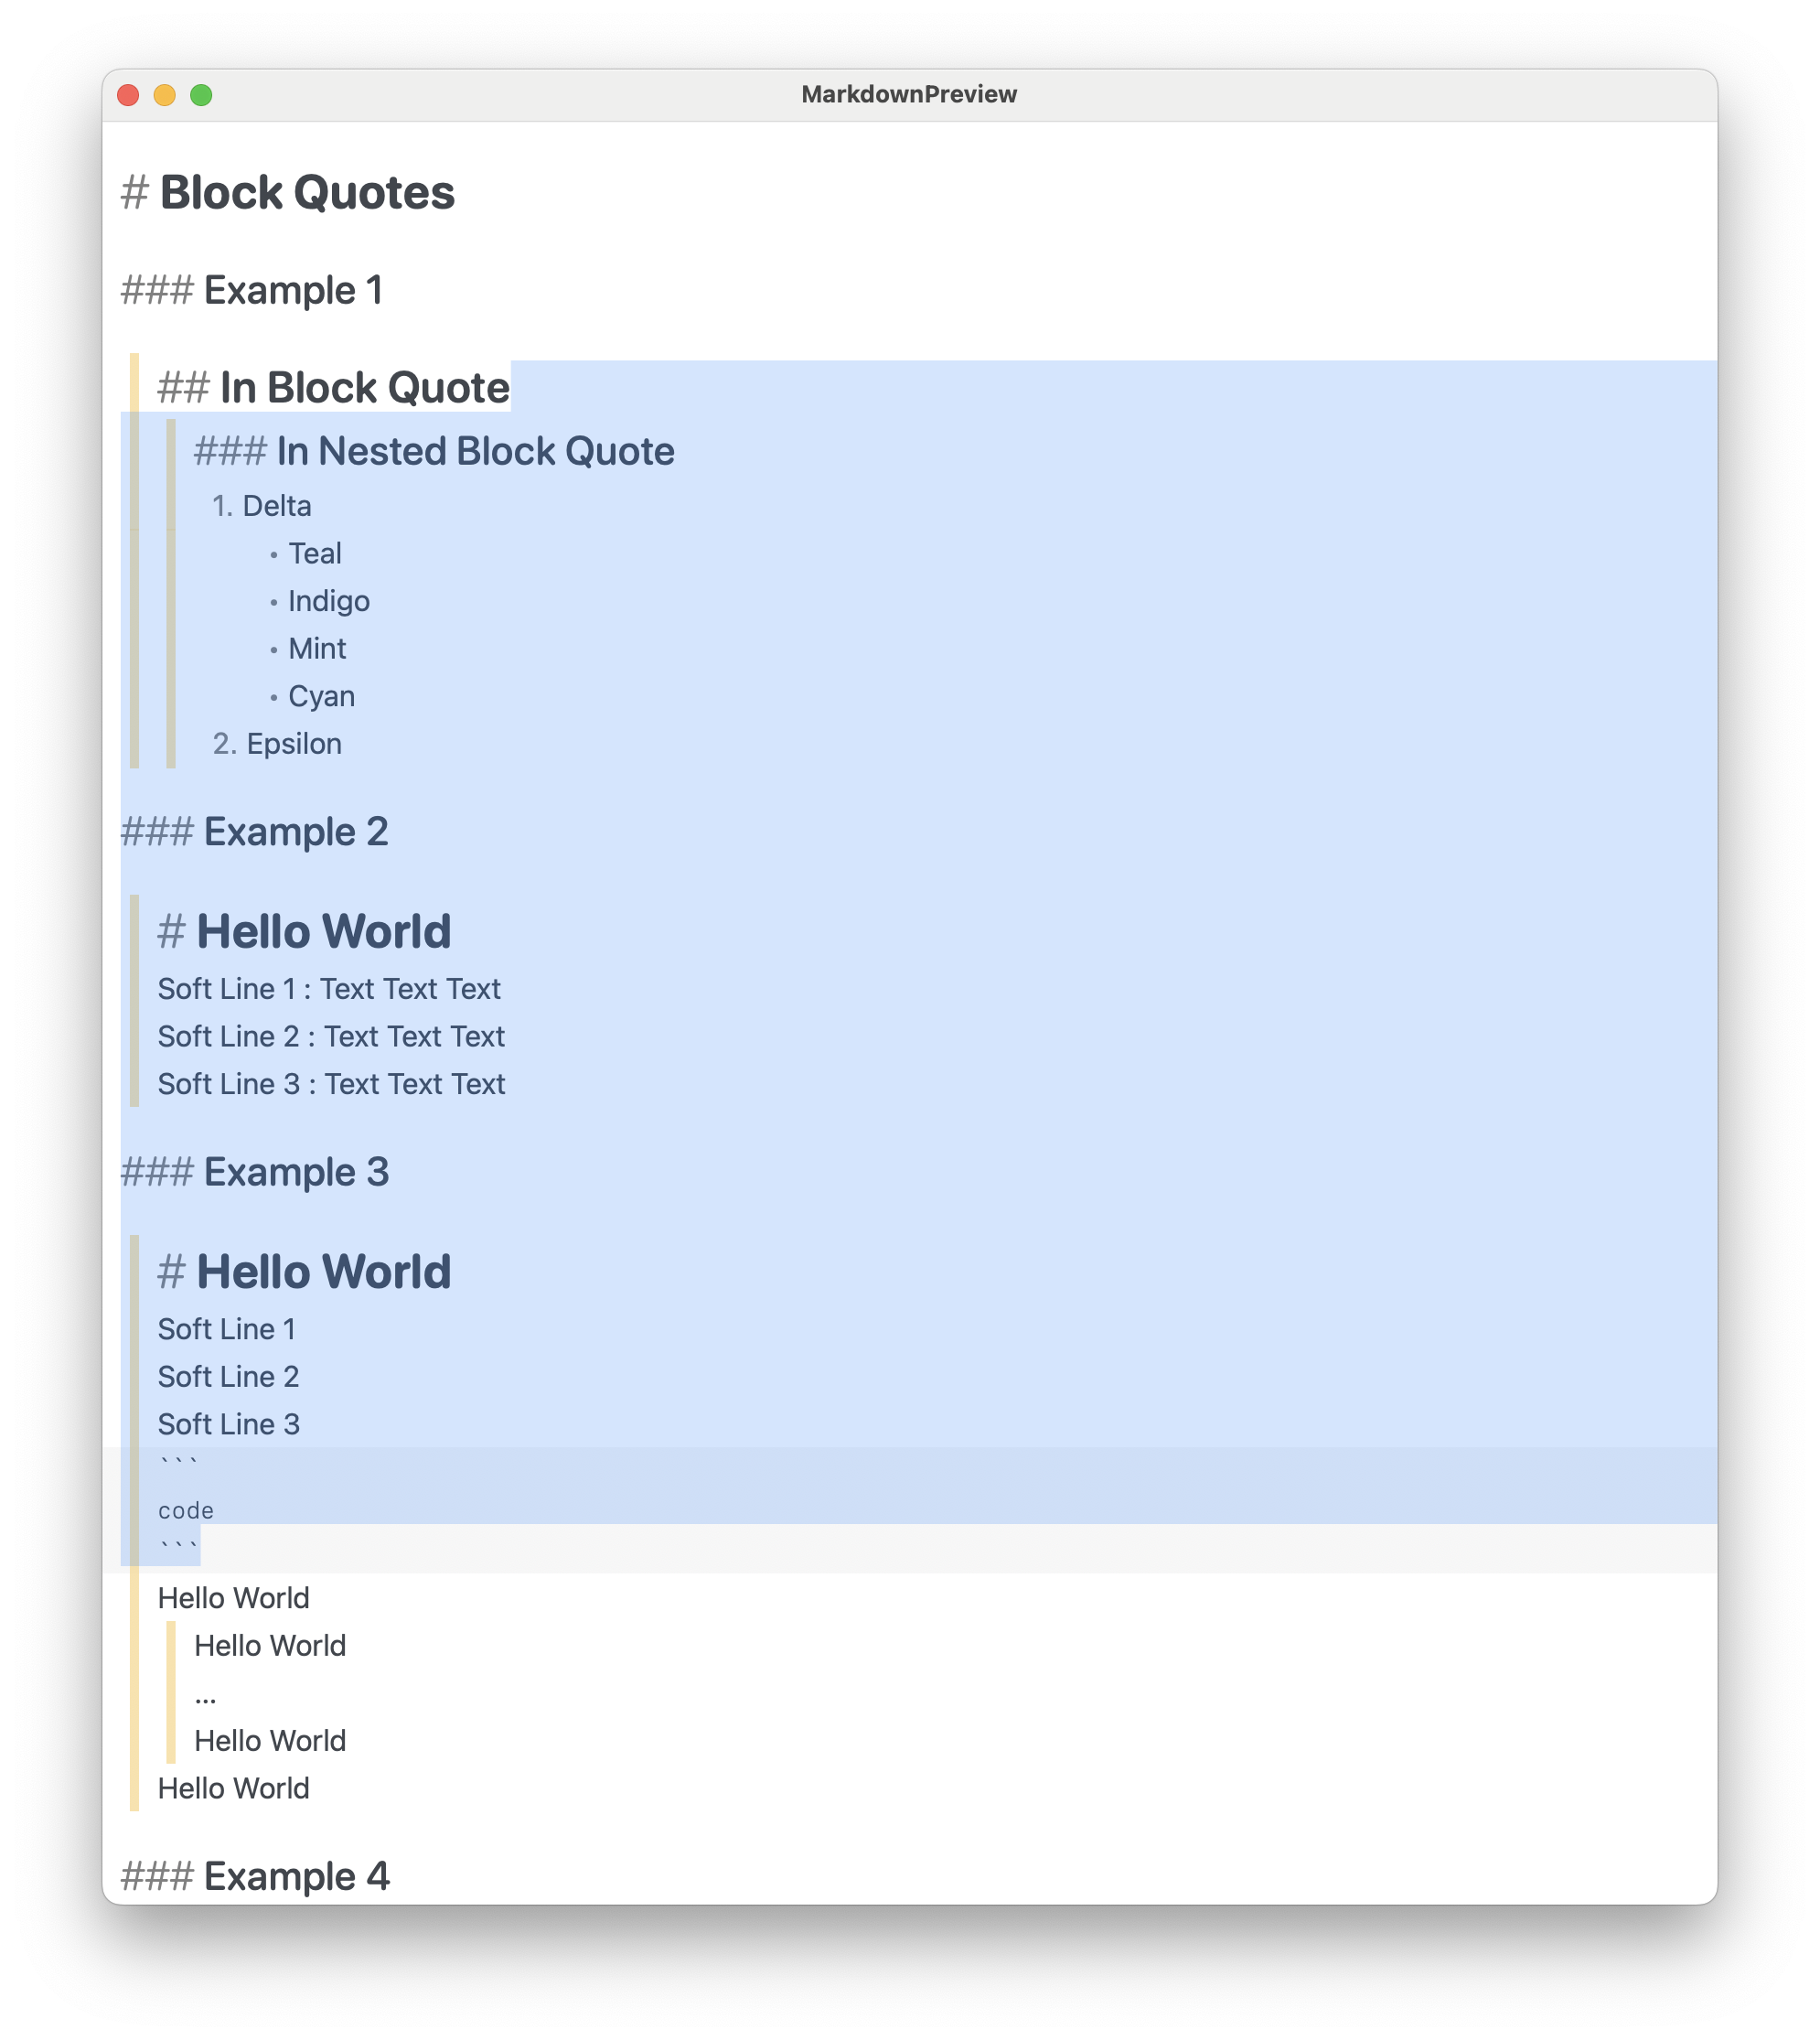 MarkdownPreview
# Block Quotes
### Example 1
## In Block Quote
### In Nested Block Quote
1. Delta
• Teal
• Indigo
• Mint
• Cyan
2. Epsilon
### Example 2
# Hello World
Soft Line 1 : Text Text Text
Soft Line 2 : Text Text Text
Soft Line 3 : Text Text Text
### Example 3
# Hello World
Soft Line 1
Soft Line 2
Soft Line 3
```
code
```
Hello World
Hello World
...
Hello World
Hello World
### Example 4